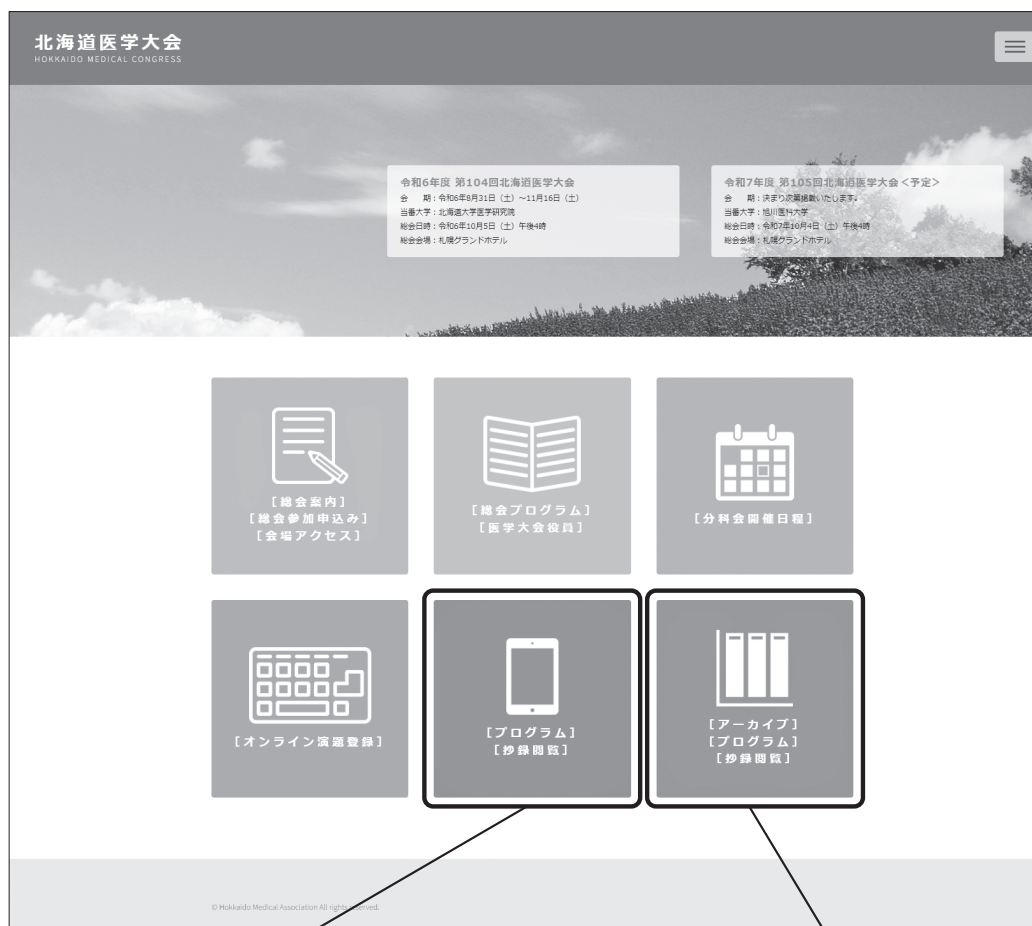 北海道医学大会
HOKKAIDO MEDICAL CONGRESS
令和6年度 第104回北海道医学大会
会　期：令和6年8月31日（土）～11月16日（土）
当番大学：北海道大学医学研究院
総会日時：令和6年10月5日（土）午後4時
総会会場：札幌グランドホテル
令和7年度 第105回北海道医学大会＜予定＞
会　期：決まり次第掲載いたします。
当番大学：旭川医科大学
総会日時：令和7年10月4日（土）午後4時
総会会場：札幌グランドホテル
[総会案内]
[総会参加申込み]
[会場アクセス]
[総会プログラム]
[医学大会役員]
[分科会開催日程]
[オンライン演題登録]
[プログラム]
[抄録閲覧]
[アーカイブ]
[プログラム]
[抄録閲覧]
© Hokkaido Medical Association All rights reserved.